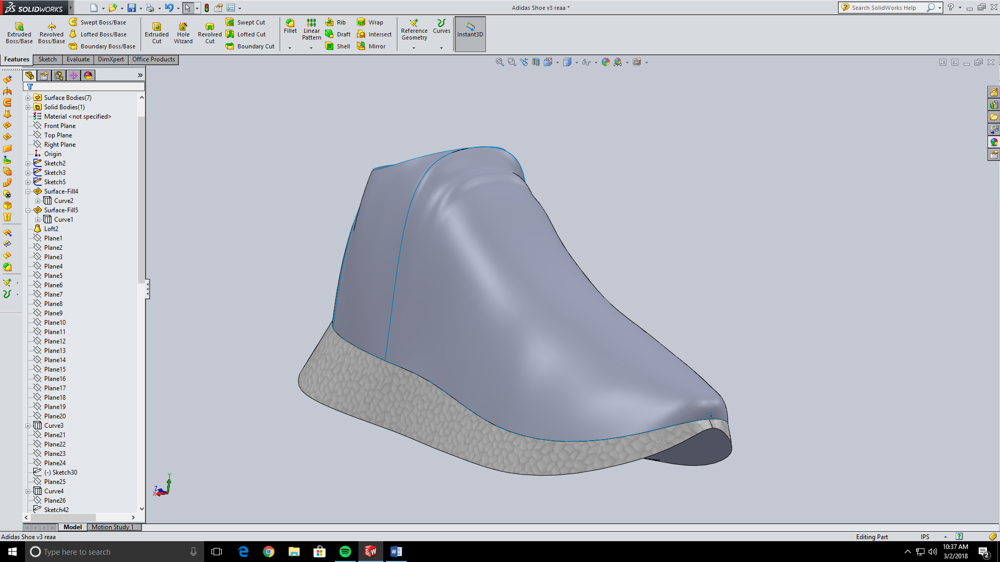 SOLIDWORKS
Adidas Shoe v3 reaa *
Search SolidWorks Help
Extruded Boss/Base
Revolved Boss/Base
Swept Boss/Base
Lofted Boss/Base
Boundary Boss/Base
Extruded Cut
Hole Wizard
Revolved Cut
Swept Cut
Lofted Cut
Boundary Cut
Fillet
Linear Pattern
Rib
Draft
Shell
Wrap
Intersect
Mirror
Reference Geometry
Curves
Instant3D
Features
Sketch
Evaluate
DimXpert
Office Products
Surface Bodies(7)
Solid Bodies(1)
Material <not specified>
Front Plane
Top Plane
Right Plane
Origin
Sketch2
Sketch3
Sketch5
Surface-Fill4
Curve2
Surface-Fill5
Curve1
Loft2
Plane1
Plane2
Plane3
Plane4
Plane5
Plane6
Plane7
Plane8
Plane9
Plane10
Plane11
Plane12
Plane13
Plane14
Plane15
Plane16
Plane17
Plane18
Plane19
Plane20
Curve3
Plane21
Plane22
Plane23
Plane24
(-) Sketch30
Plane25
Curve4
Plane26
Sketch42
Y
Z
X
Model
Motion Study 1
Adidas Shoe v3 reaa
Editing Part
IPS
Type here to search
10:37 AM
3/2/2018
2